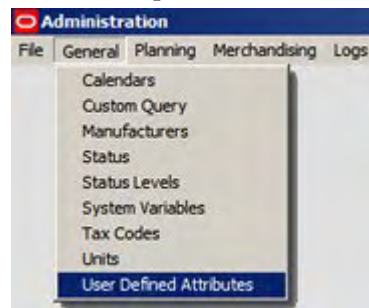 Administration
File General Planning Merchandising Logs
Calendars
Custom Query
Manufacturers
Status
Status Levels
System Variables
Tax Codes
Units
User Defined Attributes